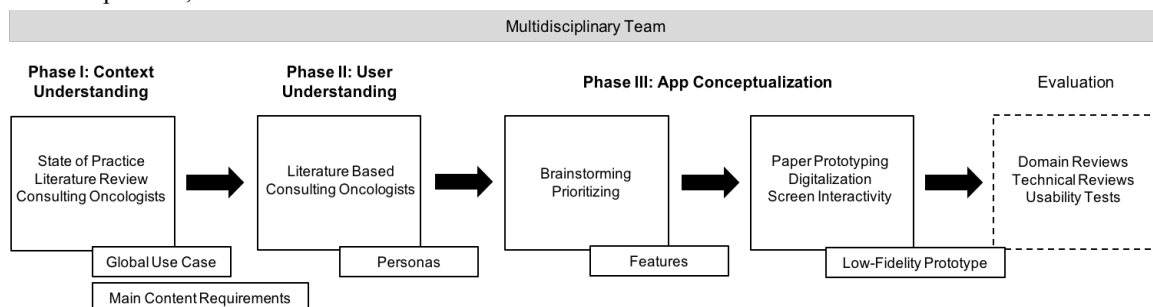 Multidisciplinary Team
Phase I: Context
Understanding
Phase II: User
Understanding
Phase III: App Conceptualization
Evaluation
State of Practice
Literature Review
Consulting Oncologists
Literature Based
Consulting Oncologists
Brainstorming
Prioritizing
Paper Prototyping
Digitalization
Screen Interactivity
Domain Reviews
Technical Reviews
Usability Tests
Global Use Case
Personas
Features
Low-Fidelity Prototype
Main Content Requirements